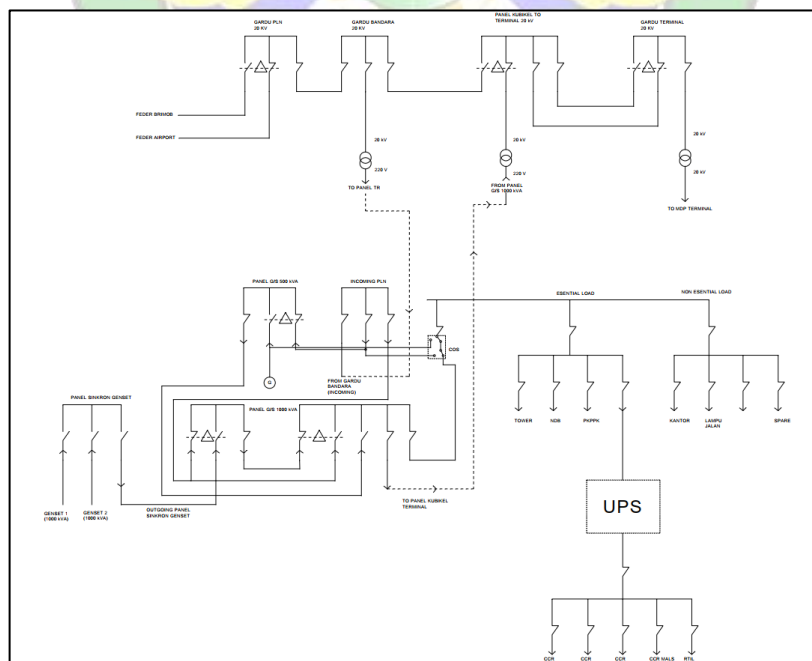 GARDU PLN
20 KV
GARDU BANDARA
20 KV
PANEL KUBIKEL TO
TERMINAL 20 kV
GARDU TERMINAL
20 KV
FEDER BRIMOB
FEDER AIRPORT
20 kV
220 V
TO PANEL TR
20 kV
220 V
FROM PANEL
G/S 1000 kVA
20 kV
20 kV
TO MDP TERMINAL
PANEL G/S 500 kVA
INCOMING PLN
ESENTIAL LOAD
NON ESENTIAL LOAD
COS
G
FROM GARDU
BANDARA
(INCOMING)
PANEL SINKRON GENSET
PANEL G/S 1000 kVA
TOWER
NDB
PKPPK
KANTOR
LAMPU
JALAN
SPARE
GENSET 1
(1000 kVA)
GENSET 2
(1000 kVA)
OUTGOING PANEL
SINKRON GENSET
TO PANEL KUBIKEL
TERMINAL
UPS
CCR
CCR
CCR
CCR MALS
RTIL